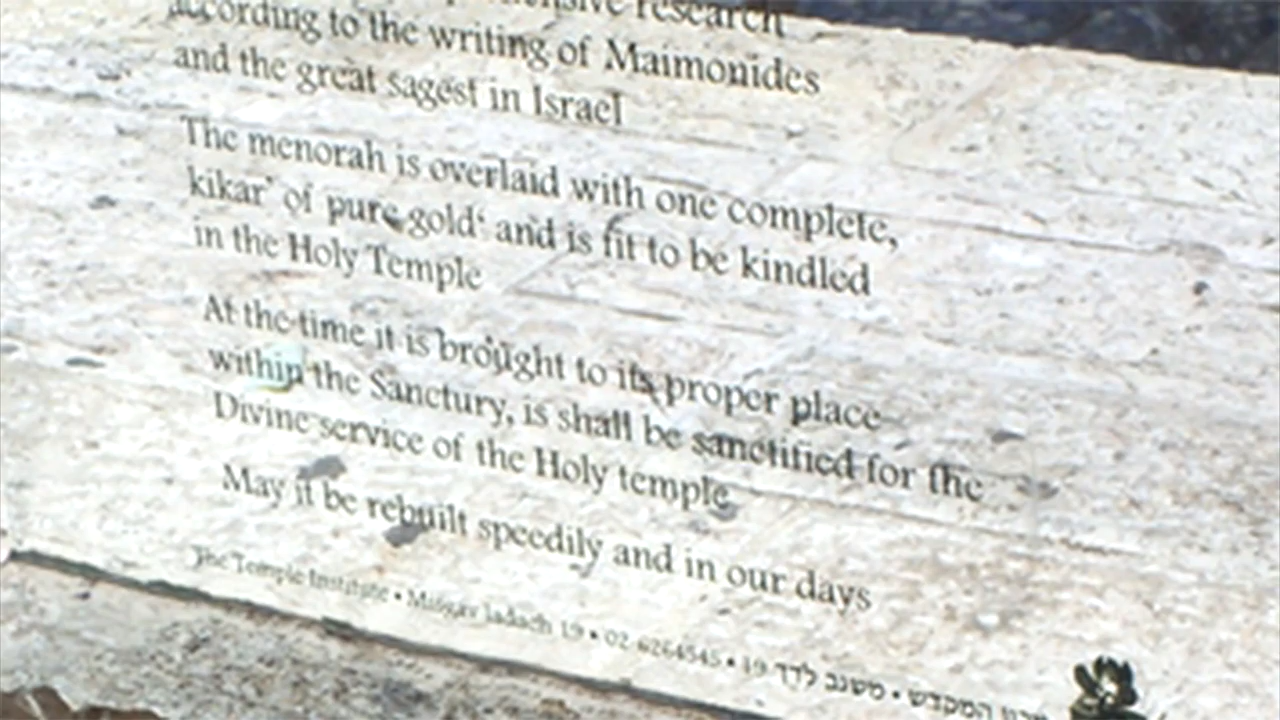 research
according to the writing of Maimonides
and the great sagest in Israel
The menorah is overlaid with one complete,
kikar' of pure gold' and is fit to be kindled
in the Holy Temple
At the time it is brought to its proper place
within the Sanctury, is shall be sanctified for the
Divine service of the Holy temple
May it be rebuilt speedily and in our days
The Temple Institute • Misgav ladach 19 • 02-6264545 • משגב לדך 19 • מכון המקדש